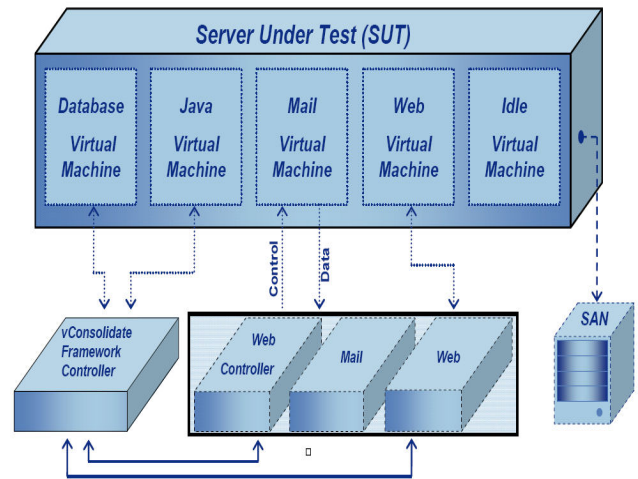 Server Under Test (SUT)
Database
Virtual
Machine
Java
Virtual
Machine
Mail
Virtual
Machine
Web
Virtual
Machine
Idle
Virtual
Machine
Control
Data
vConsolidate
Framework
Controller
Web
Controller
Mail
Web
SAN